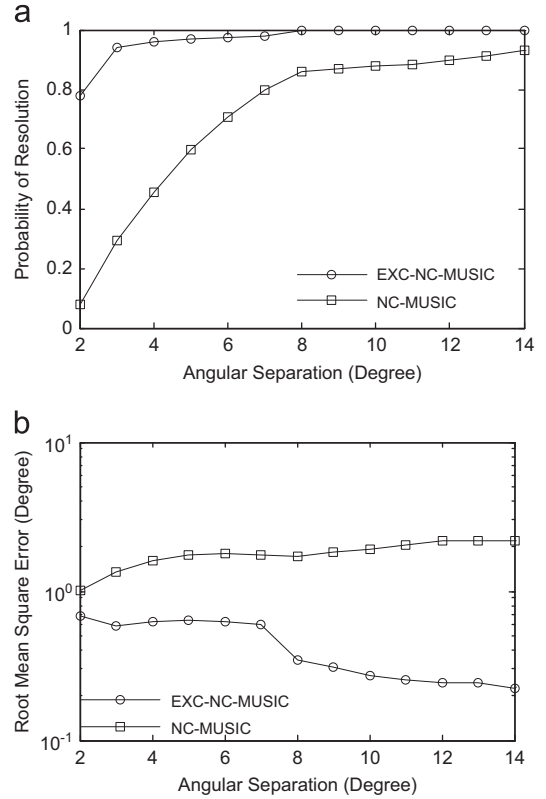 a
1
0.8
0.6
0.4
0.2
0
2 4 6 8 10 12 14
Probability of Resolution
Angular Separation (Degree)
EXC-NC-MUSIC
NC-MUSIC
b
10^1
10^0
10^-1
2 4 6 8 10 12 14
Root Mean Square Error (Degree)
Angular Separation (Degree)
EXC-NC-MUSIC
NC-MUSIC